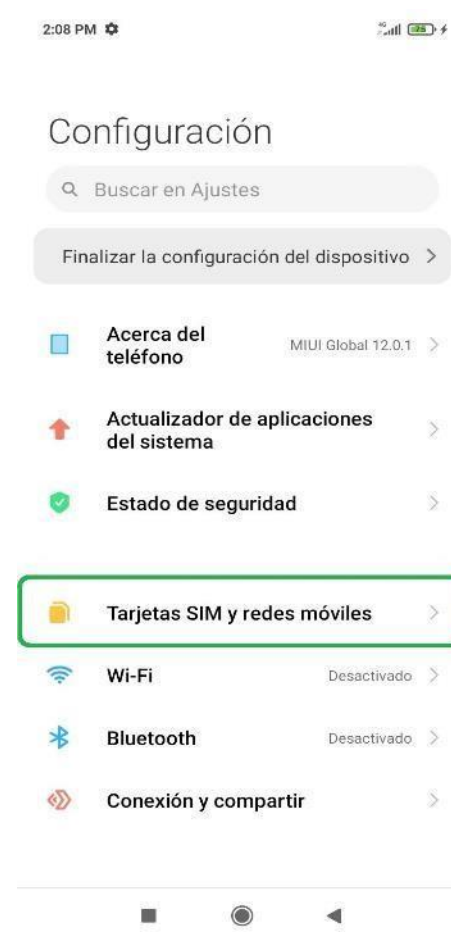 2:08 PM
4G 75
Configuración
Buscar en Ajustes
Finalizar la configuración del dispositivo
Acerca del
teléfono
MIUI Global 12.0.1
Actualizador de aplicaciones
del sistema
Estado de seguridad
Tarjetas SIM y redes móviles
Wi-Fi
Desactivado
Bluetooth
Desactivado
Conexión y compartir